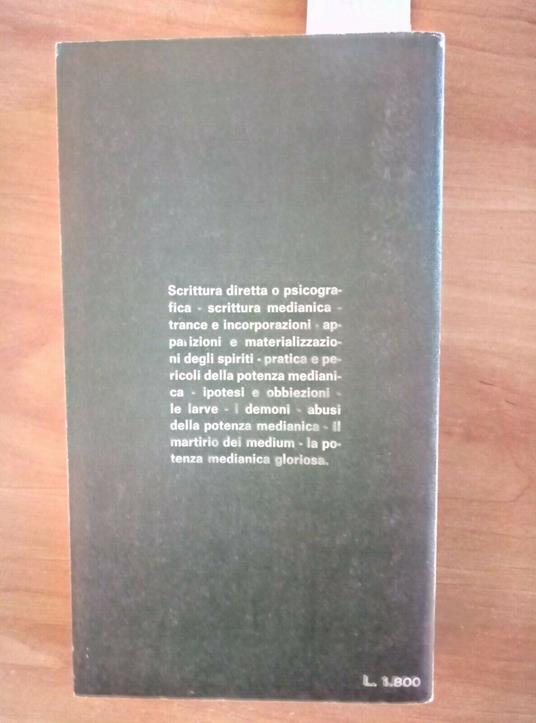 Scrittura diretta o psicogra-
fica - scrittura medianica -
trance e incorporazioni - ap-
parizioni e materializzazio-
ni degli spiriti - pratica e pe-
ricoli della potenza mediani-
ca - ipotesi e obbiezioni -
le larve - i demoni - abusi
della potenza medianica - il
martirio dei medium - la po-
tenza medianica gloriosa.
L. 1.800